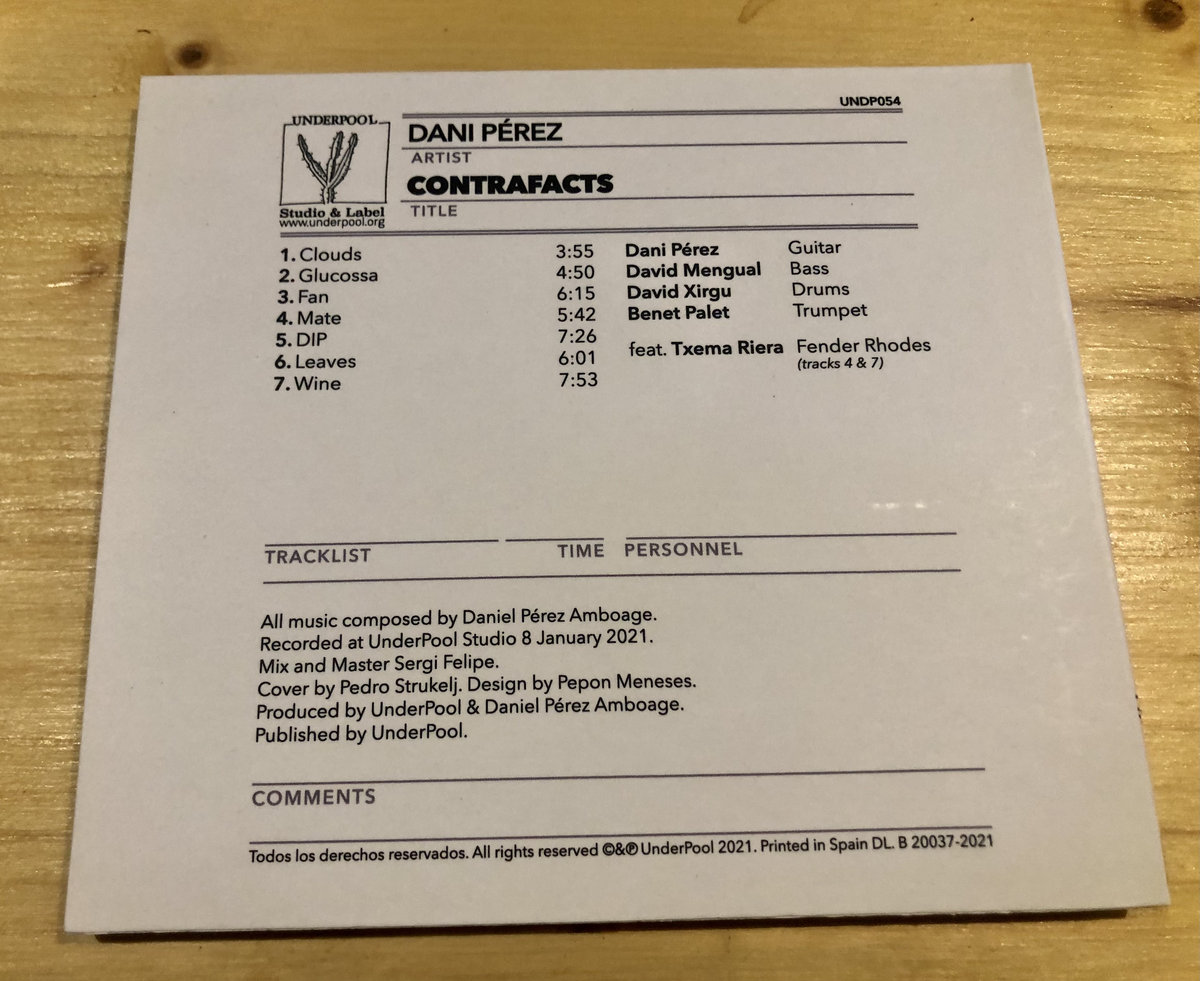 UNDP054
UNDERPOOL
Studio & Label
www.underpool.org
DANI PÉREZ
ARTIST
CONTRAFACTS
TITLE
1. Clouds 3:55
2. Glucossa 4:50
3. Fan 6:15
4. Mate 5:42
5. DIP 7:26
6. Leaves 6:01
7. Wine 7:53
Dani Pérez Guitar
David Mengual Bass
David Xirgu Drums
Benet Palet Trumpet
feat. Txema Riera Fender Rhodes
(tracks 4 & 7)
TRACKLIST TIME PERSONNEL
All music composed by Daniel Pérez Amboage.
Recorded at UnderPool Studio 8 January 2021.
Mix and Master Sergi Felipe.
Cover by Pedro Strukelj. Design by Pepon Meneses.
Produced by UnderPool & Daniel Pérez Amboage.
Published by UnderPool.
COMMENTS
Todos los derechos reservados. All rights reserved ©&℗ UnderPool 2021. Printed in Spain DL. B 20037-2021